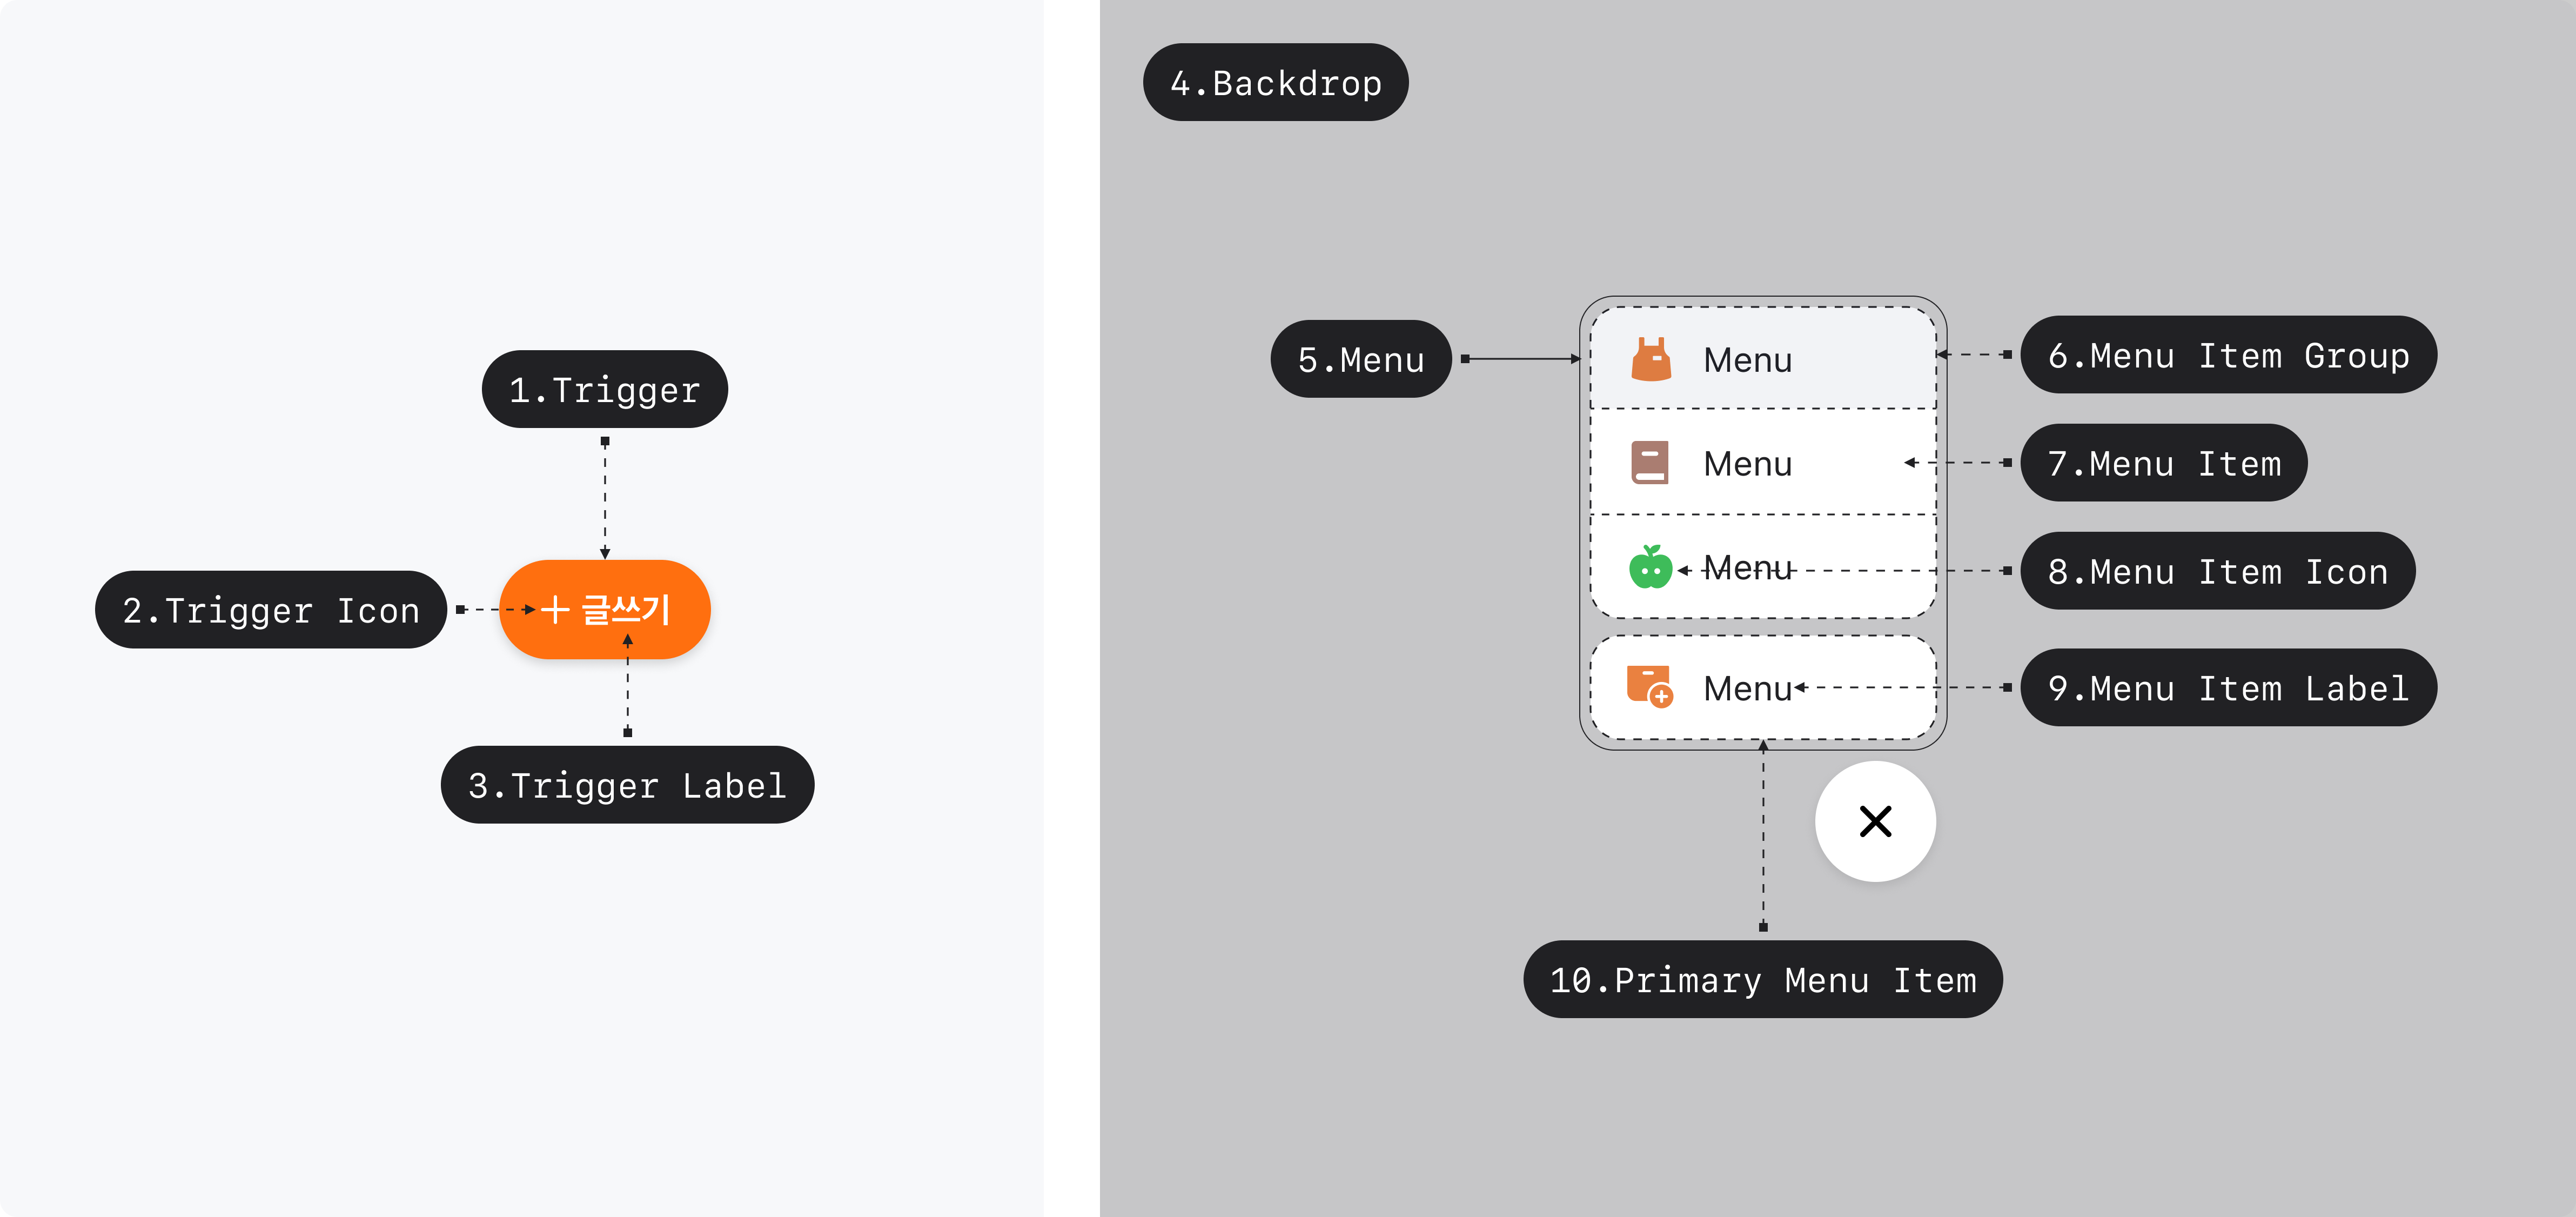 1.Trigger
2.Trigger Icon
글쓰기
3.Trigger Label
4.Backdrop
5.Menu
Menu
6.Menu Item Group
Menu
7.Menu Item
Menu
8.Menu Item Icon
Menu
9.Menu Item Label
10.Primary Menu Item